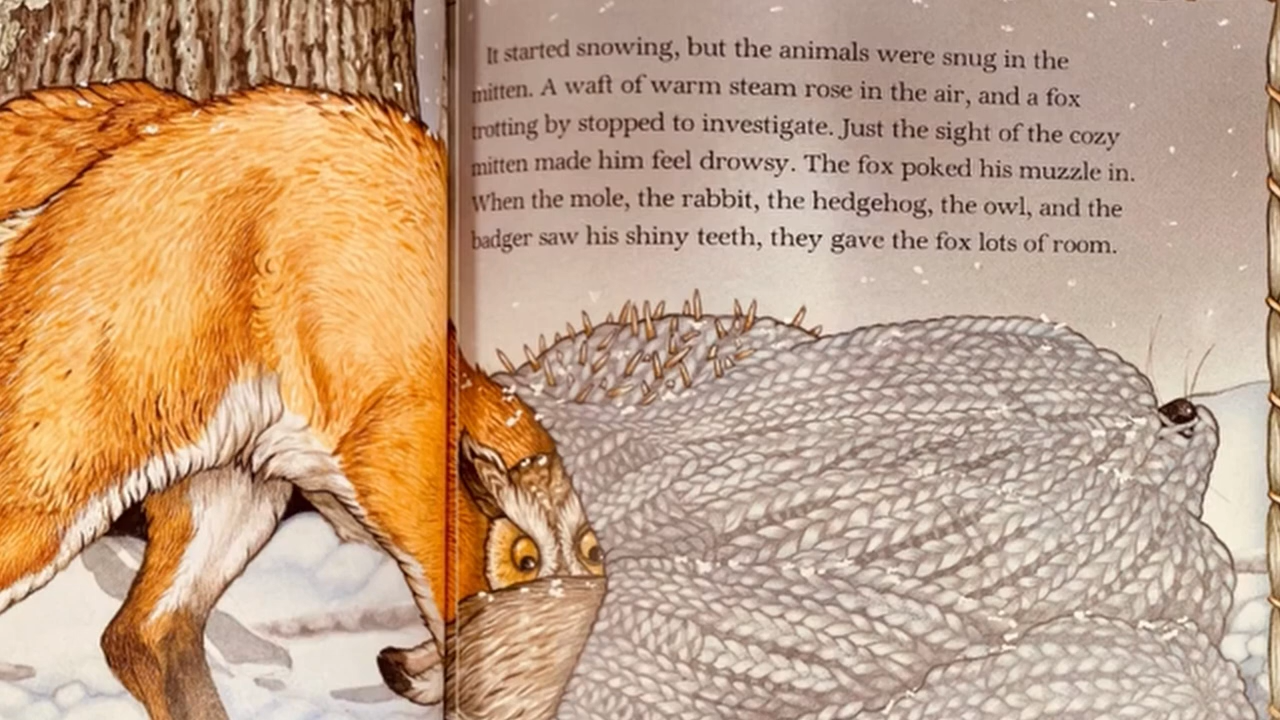 It started snowing, but the animals were snug in the
mitten. A waft of warm steam rose in the air, and a fox
trotting by stopped to investigate. Just the sight of the cozy
mitten made him feel drowsy. The fox poked his muzzle in.
When the mole, the rabbit, the hedgehog, the owl, and the
badger saw his shiny teeth, they gave the fox lots of room.